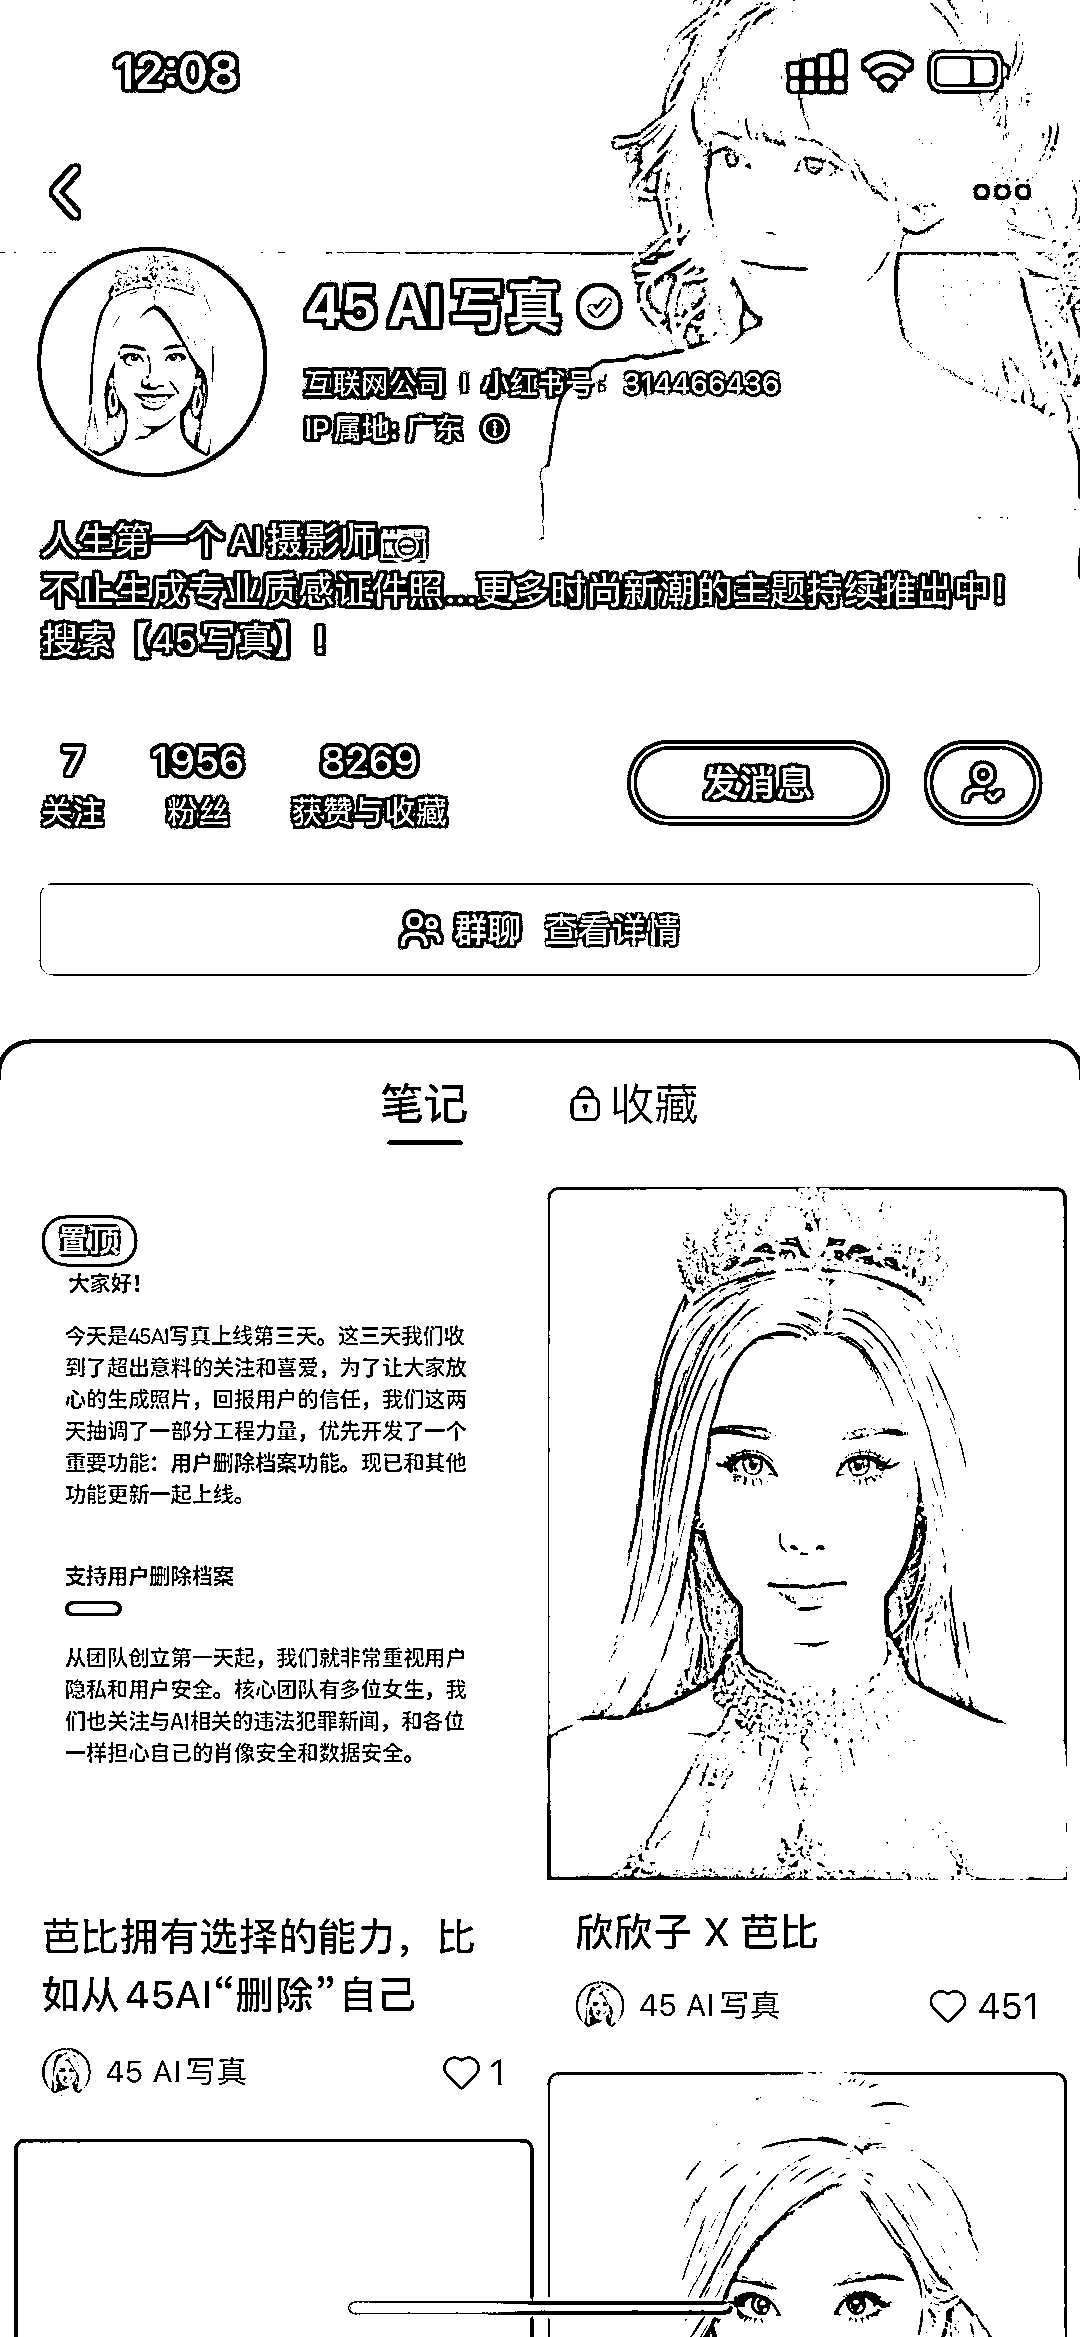 12:08
45 AI写真
互联网公司 | 小红书号: 314466436
IP属地: 广东
人生第一个AI摄影师
不止生成专业质感证件照...更多时尚新潮的主题持续推出中!
搜索【45写真】!
7 1956 8269
关注 粉丝 获赞与收藏
发消息
群聊 查看详情
笔记 收藏
置顶
大家好!
今天是45AI写真上线第三天。这三天我们收
到了超出意料的关注和喜爱，为了让大家放
心的生成照片，回报用户的信任，我们这两
天抽调了一部分工程力量，优先开发了一个
重要功能：用户删除档案功能。现已和其他
功能更新一起上线。
支持用户删除档案
从团队创立第一天起，我们就非常重视用户
隐私和用户安全。核心团队有多位女生，我
们也关注与AI相关的违法犯罪新闻，和各位
一样担心自己的肖像安全和数据安全。
芭比拥有选择的能力，比
如从45AI“删除”自己
45 AI写真 1
欣欣子 X 芭比
45 AI写真 451